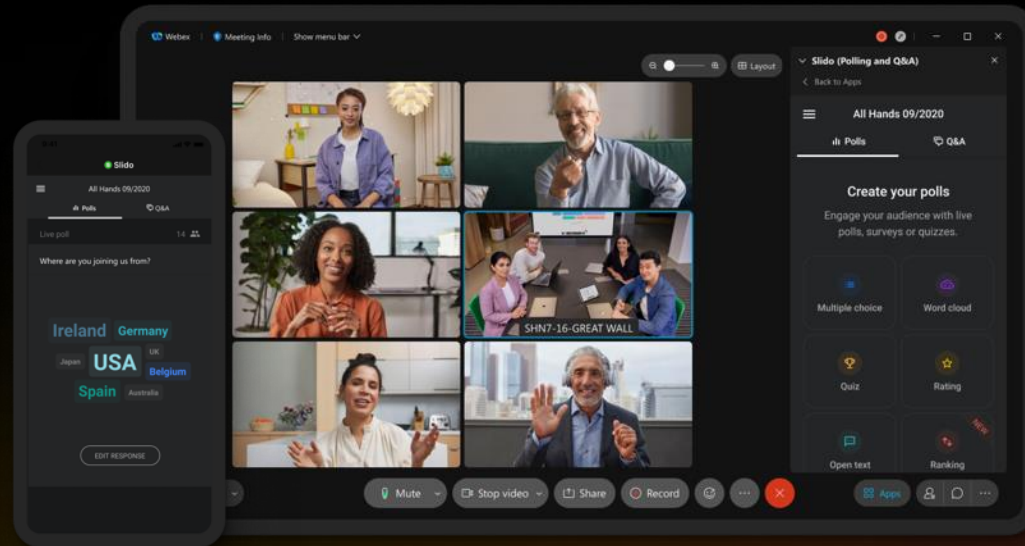 Webex
Meeting Info
Show menu bar
Layout
Slido (Polling and Q&A)
Back to Apps
All Hands 09/2020
Polls
Q&A
Create your polls
Engage your audience with live
polls, surveys or quizzes.
Multiple choice
Word cloud
Quiz
Rating
NEW
Open text
Ranking
SHN7-16-GREAT WALL
Mute
Stop video
Share
Record
Apps
Slido
All Hands 09/2020
Polls
Q&A
Live poll
14
Where are you joining us from?
Ireland
Germany
Japan
USA
UK
Belgium
Spain
Australia
EDIT RESPONSE